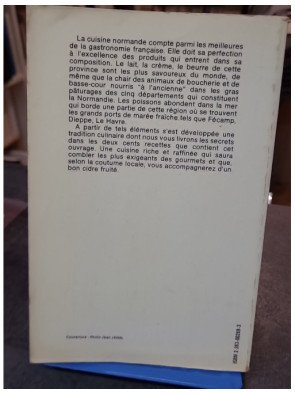 La cuisine normande compte parmi les meilleures
de la gastronomie française. Elle doit sa perfection
à l'excellence des produits qui entrent dans sa
composition. Le lait, la crème, le beurre de cette
province sont les plus savoureux du monde, de
même que la chair des animaux de boucherie et de
basse-cour nourris "à l'ancienne" dans les gras
pâturages des cinq départements qui constituent
la Normandie. Les poissons abondent dans la mer
qui borde une partie de cette région où se trouvent
les grands ports de marée fraîche tels que Fécamp,
Dieppe, Le Havre.
A partir de tels éléments s'est développée une
tradition culinaire dont nous vous livrons les secrets
dans les deux cents recettes que contient cet
ouvrage. Une cuisine riche et raffinée qui saura
combler les plus exigeants des gourmets et que,
selon la coutume locale, vous accompagnerez d'un
bon cidre fruité.
Couverture : Photo
ISBN